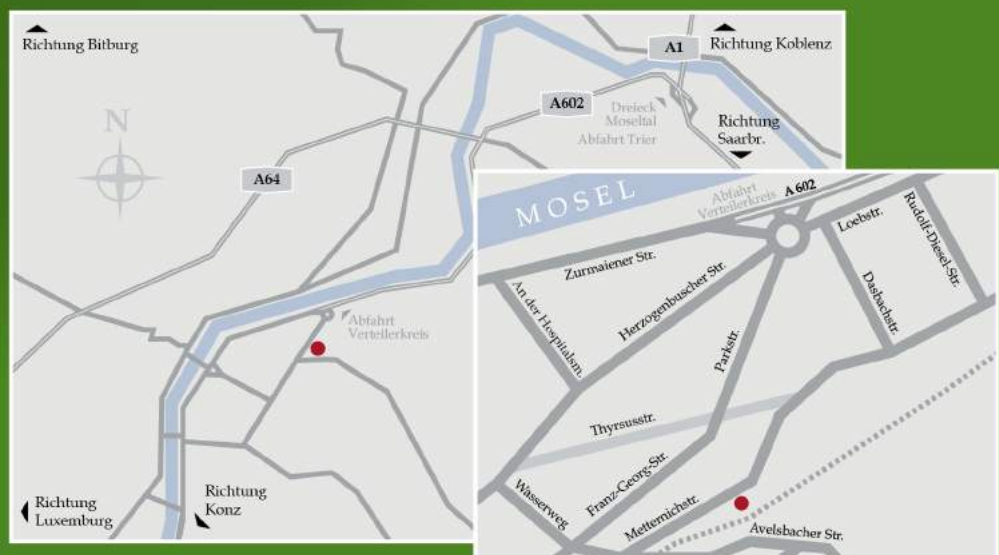 Richtung Bitburg
A1
Richtung Koblenz
A602
Dreieck
Moseltal
Abfahrt Trier
Richtung
Saarbr.
N
A64
Abfahrt
Verteilerkreis
Richtung
Luxemburg
Richtung
Konz
MOSEL
Abfahrt
Verteilerkreis
A 602
Loebstr.
Rudolf-Diesel-Str.
Zurmaiener Str.
An der Hospitalsm.
Herzogenbuscher Str.
Dasbachstr.
Parkstr.
Thyrsusstr.
Wasserweg
Franz-Georg-Str.
Metternichstr.
Avelsbacher Str.